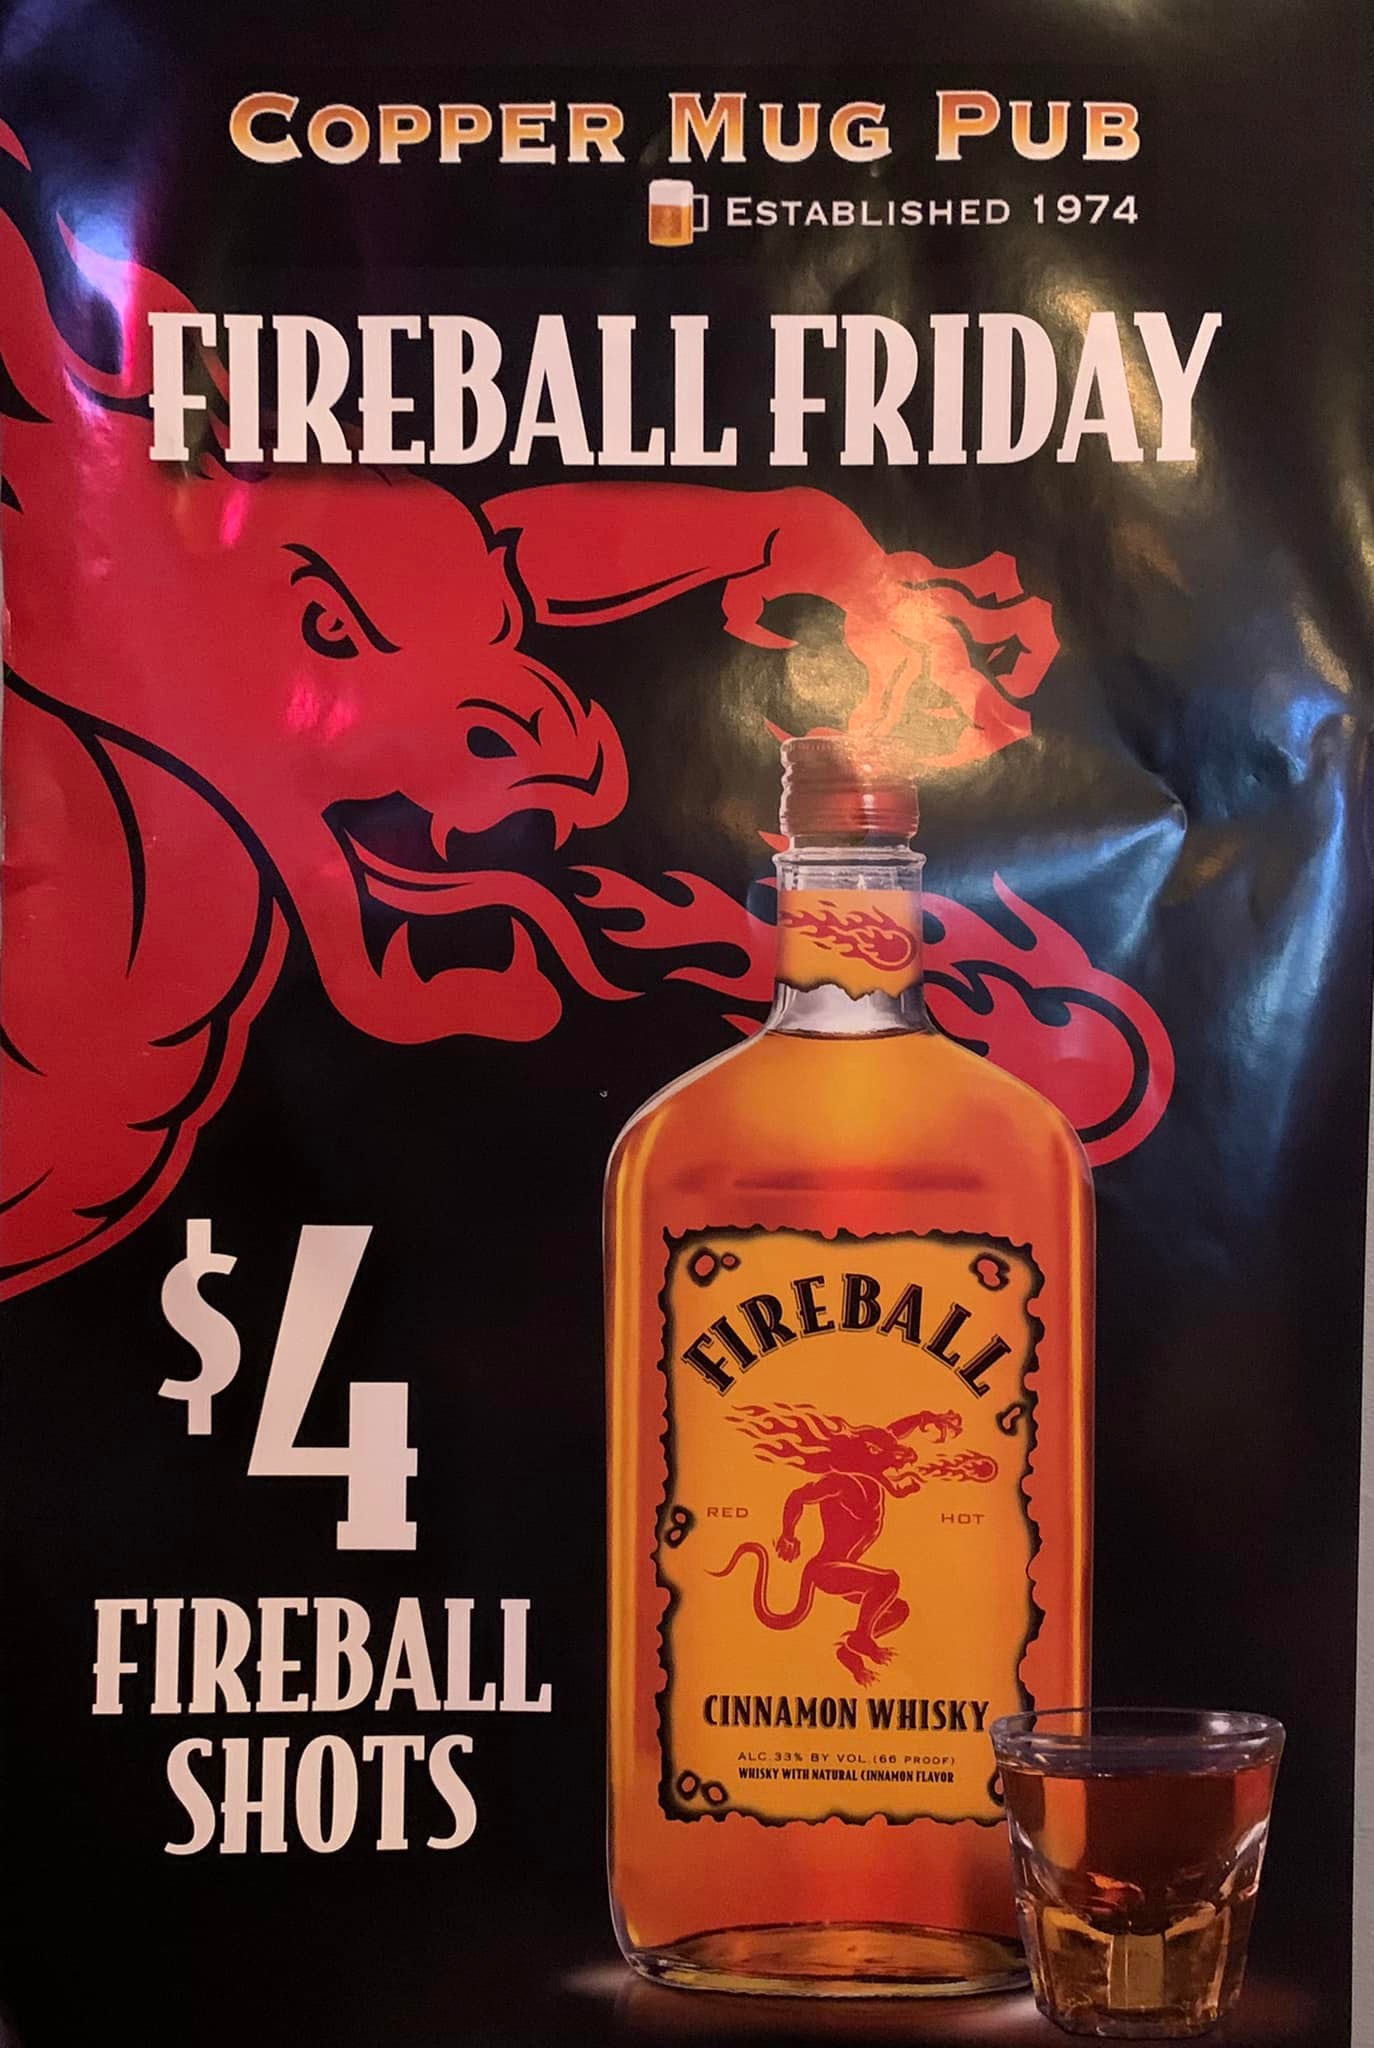 COPPER MUG PUB
ESTABLISHED 1974
FIREBALL FRIDAY
$4
FIREBALL
SHOTS
FIREBALL
RED HOT
CINNAMON WHISKY
ALC.33% BY VOL.(66 PROOF)
WHISKY WITH NATURAL CINNAMON FLAVOR